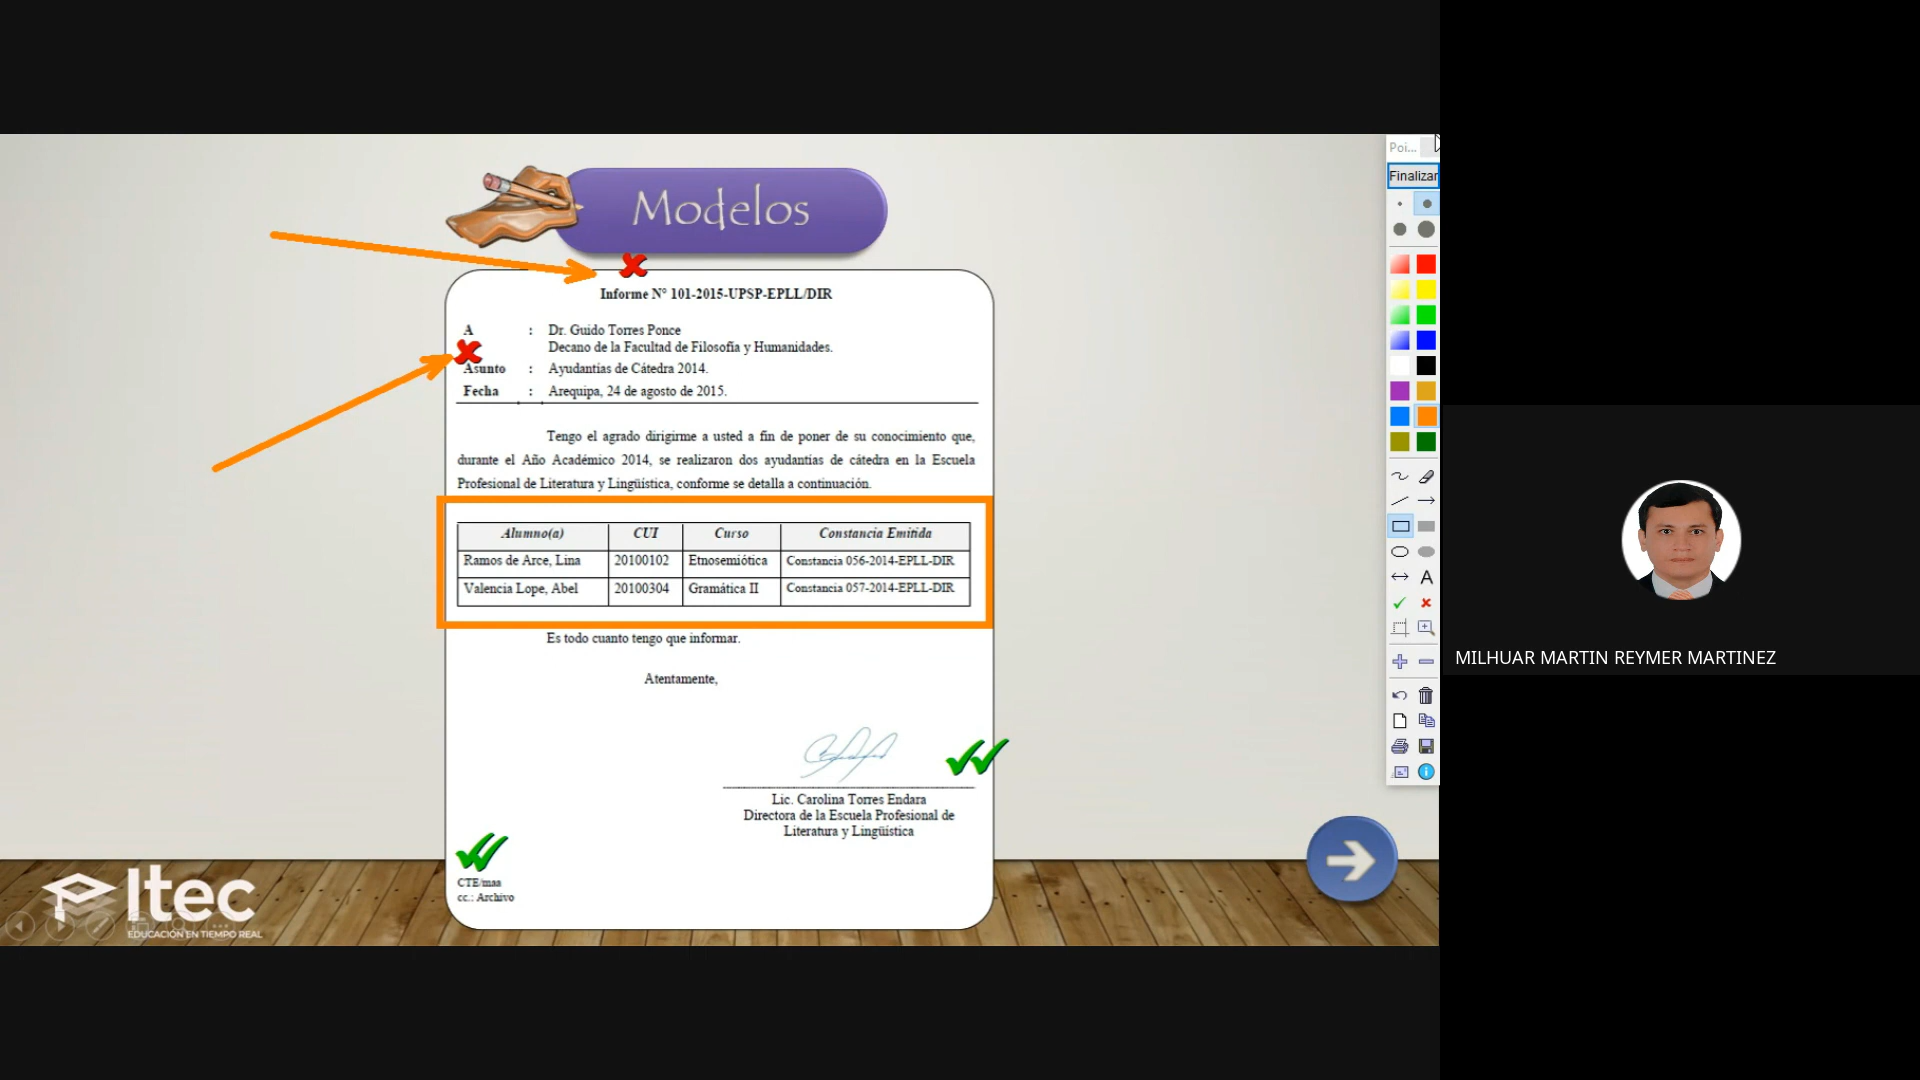 Modelos
Informe N° 101-2015-UPSP-EPLL/DIR
A : Dr. Guido Torres Ponce
Decano de la Facultad de Filosofía y Humanidades.
Asunto : Ayudantías de Cátedra 2014.
Fecha : Arequipa, 24 de agosto de 2015.
Tengo el agrado dirigirme a usted a fin de poner de su conocimiento que,
durante el Año Académico 2014, se realizaron dos ayudantías de cátedra en la Escuela
Profesional de Literatura y Lingüística, conforme se detalla a continuación.
Alumno(a) CUI Curso Constancia Emitida
Ramos de Arce, Lina 20100102 Etnosemiótica Constancia 056-2014-EPLL-DIR
Valencia Lope, Abel 20100304 Gramática II Constancia 057-2014-EPLL-DIR
Es todo cuanto tengo que informar.
Atentamente,
Lic. Carolina Torres Endara
Directora de la Escuela Profesional de
Literatura y Lingüística
CTE/maa
cc.: Archivo
Itec
EDUCACIÓN EN TIEMPO REAL
Poi...
Finalizar
A
MILHUAR MARTIN REYMER MARTINEZ